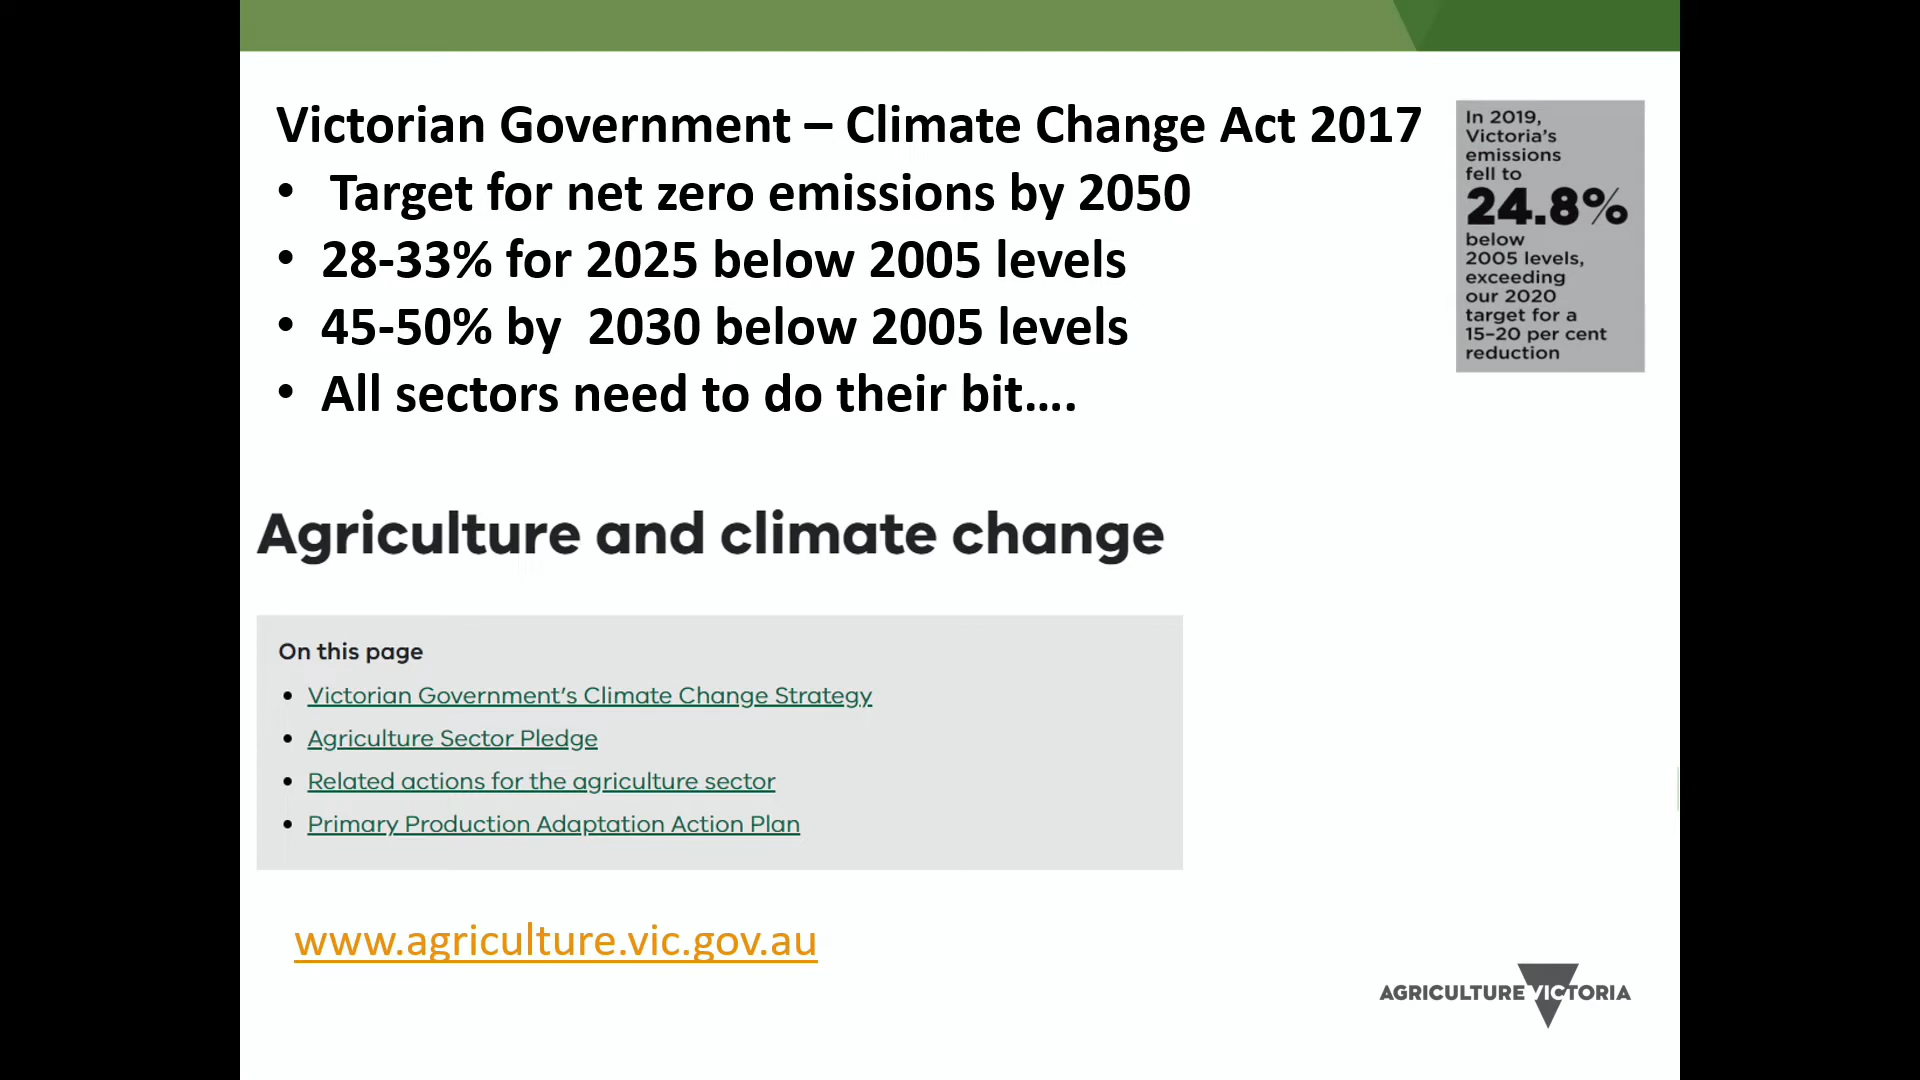 Victorian Government – Climate Change Act 2017
• Target for net zero emissions by 2050
• 28-33% for 2025 below 2005 levels
• 45-50% by 2030 below 2005 levels
• All sectors need to do their bit….
In 2019,
Victoria's
emissions
fell to
24.8%
below
2005 levels,
exceeding
our 2020
target for a
15–20 per cent
reduction
Agriculture and climate change
On this page
• Victorian Government's Climate Change Strategy
• Agriculture Sector Pledge
• Related actions for the agriculture sector
• Primary Production Adaptation Action Plan
www.agriculture.vic.gov.au
AGRICULTURE VICTORIA